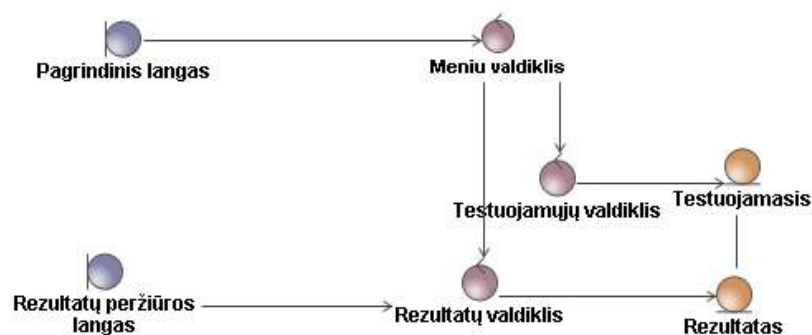 Pagrindinis langas
Meniu valdiklis
Testuojamųjų valdiklis
Testuojamasis
Rezultatų peržiūros
langas
Rezultatų valdiklis
Rezultatas